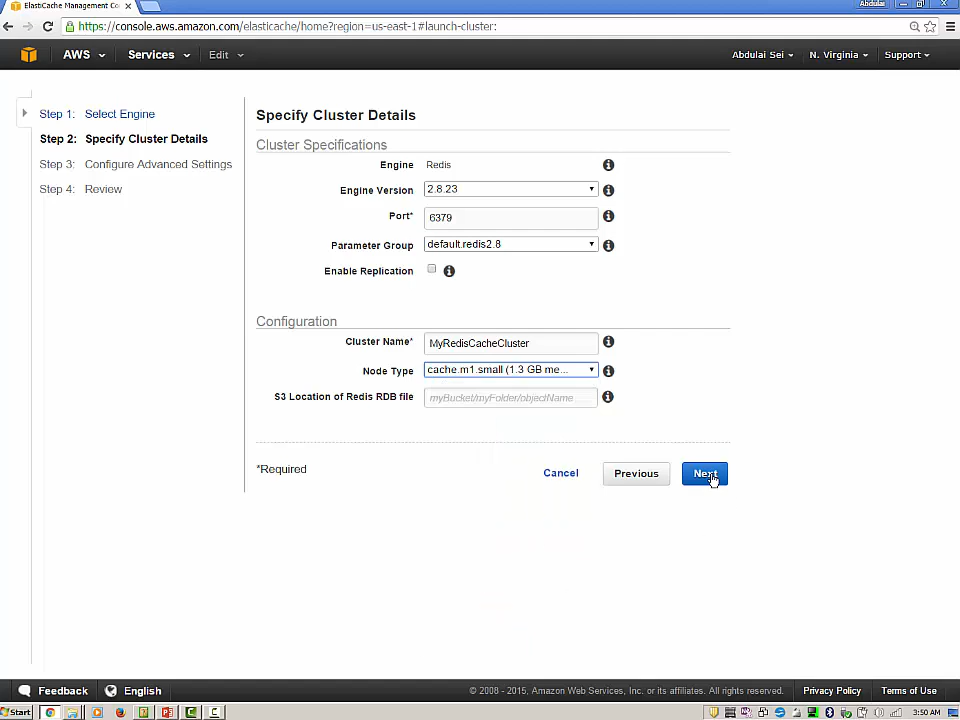 ElastiCache Management Co
Abdulai
https://console.aws.amazon.com/elasticache/home?region=us-east-1#launch-cluster:
AWS Services Edit Abdulai Sei N. Virginia Support
Step 1: Select Engine
Step 2: Specify Cluster Details
Step 3: Configure Advanced Settings
Step 4: Review
Specify Cluster Details
Cluster Specifications
Engine Redis
Engine Version 2.8.23
Port* 6379
Parameter Group default.redis2.8
Enable Replication
Configuration
Cluster Name* MyRedisCacheCluster
Node Type cache.m1.small (1.3 GB me...
S3 Location of Redis RDB file myBucket/myFolder/objectName
*Required
Cancel Previous Next
Feedback English © 2008 - 2015, Amazon Web Services, Inc. or its affiliates. All rights reserved. Privacy Policy Terms of Use
Start 3:50 AM